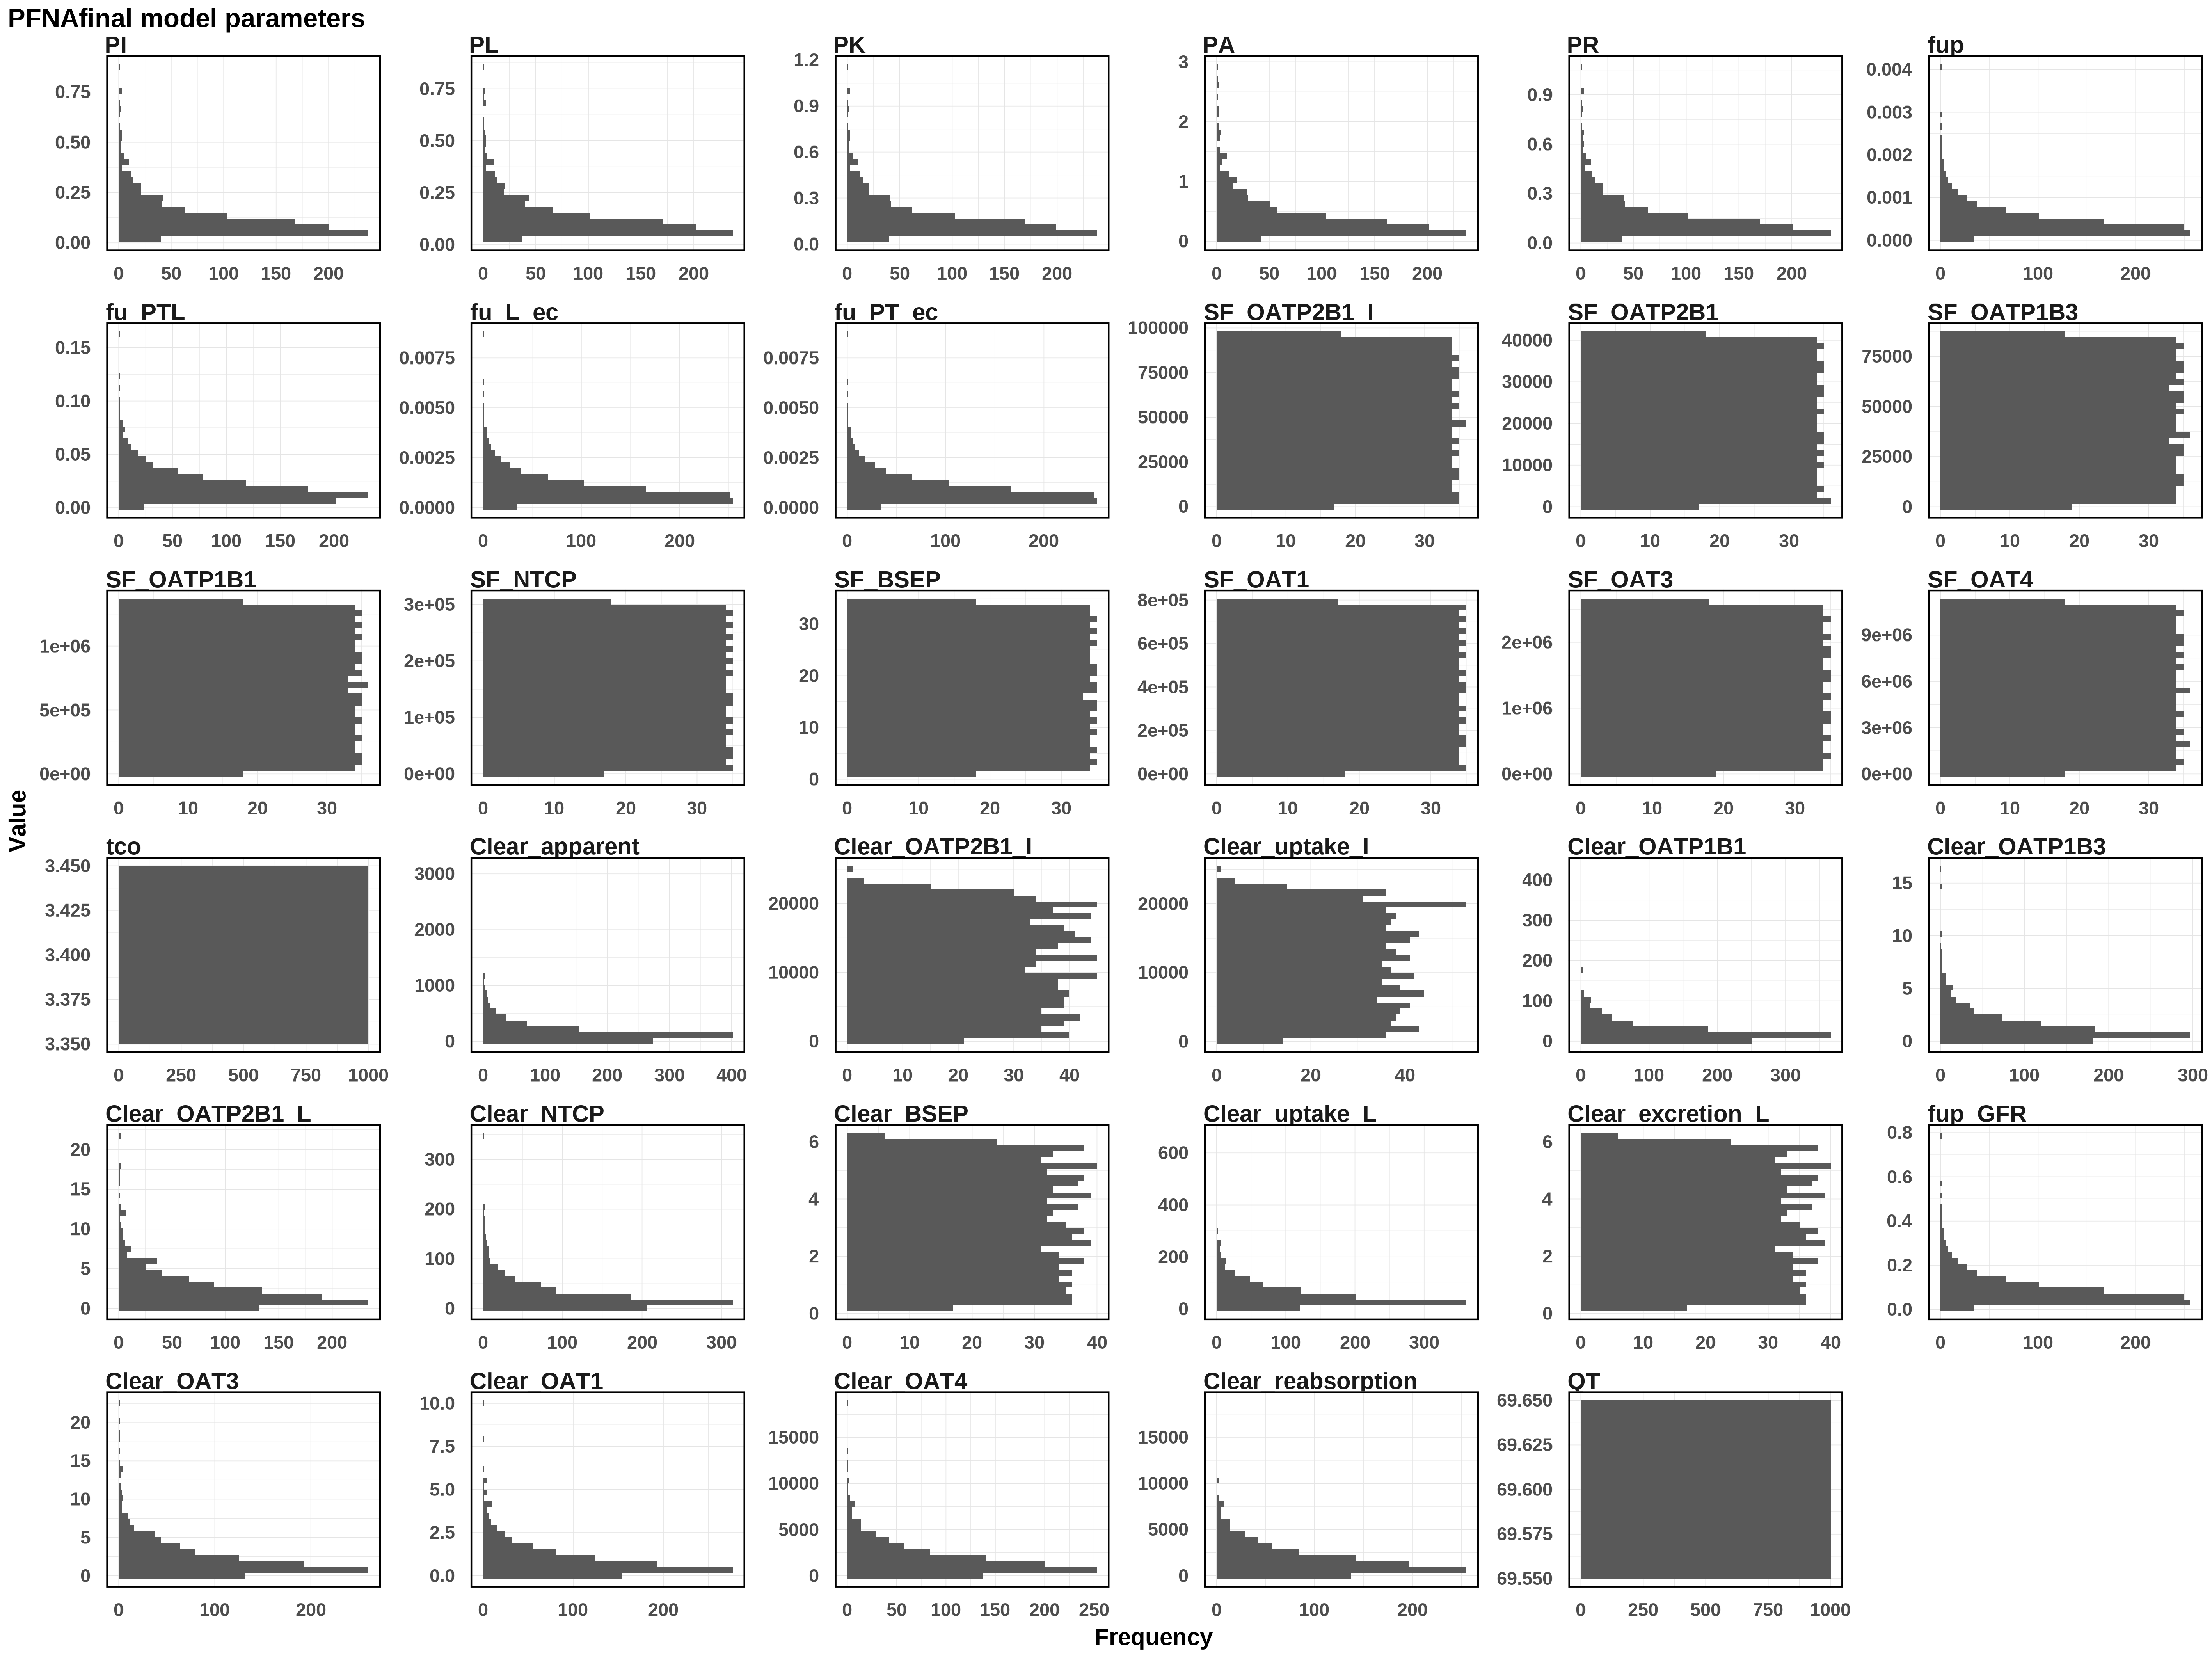 PFNAfinal model parameters
PI PL PK PA PR fup
0.75 0.50 0.25 0.00
0 50 100 150 200
0.75 0.50 0.25 0.00
0 50 100 150 200
1.2 0.9 0.6 0.3 0.0
0 50 100 150 200
3 2 1 0
0 50 100 150 200
0.9 0.6 0.3 0.0
0 50 100 150 200
0.004 0.003 0.002 0.001 0.000
0 100 200
fu_PTL fu_L_ec fu_PT_ec SF_OATP2B1_I SF_OATP2B1 SF_OATP1B3
0.15 0.10 0.05 0.00
0 50 100 150 200
0.0075 0.0050 0.0025 0.0000
0 100 200
0.0075 0.0050 0.0025 0.0000
0 100 200
100000 75000 50000 25000 0
0 10 20 30
40000 30000 20000 10000 0
0 10 20 30
75000 50000 25000 0
0 10 20 30
SF_OATP1B1 SF_NTCP SF_BSEP SF_OAT1 SF_OAT3 SF_OAT4
1e+06 5e+05 0e+00
0 10 20 30
3e+05 2e+05 1e+05 0e+00
0 10 20 30
30 20 10 0
0 10 20 30
8e+05 6e+05 4e+05 2e+05 0e+00
0 10 20 30
2e+06 1e+06 0e+00
0 10 20 30
9e+06 6e+06 3e+06 0e+00
0 10 20 30
Value
tco Clear_apparent Clear_OATP2B1_I Clear_uptake_I Clear_OATP1B1 Clear_OATP1B3
3.450 3.425 3.400 3.375 3.350
0 250 500 750 1000
3000 2000 1000 0
0 100 200 300 400
20000 10000 0
0 10 20 30 40
20000 10000 0
0 20 40
400 300 200 100 0
0 100 200 300
15 10 5 0
0 100 200 300
Clear_OATP2B1_L Clear_NTCP Clear_BSEP Clear_uptake_L Clear_excretion_L fup_GFR
20 15 10 5 0
0 50 100 150 200
300 200 100 0
0 100 200 300
6 4 2 0
0 10 20 30 40
600 400 200 0
0 100 200 300
6 4 2 0
0 10 20 30 40
0.8 0.6 0.4 0.2 0.0
0 100 200
Clear_OAT3 Clear_OAT1 Clear_OAT4 Clear_reabsorption QT
20 15 10 5 0
0 100 200
10.0 7.5 5.0 2.5 0.0
0 100 200
15000 10000 5000 0
0 50 100 150 200 250
15000 10000 5000 0
0 100 200
69.650 69.625 69.600 69.575 69.550
0 250 500 750 1000
Frequency